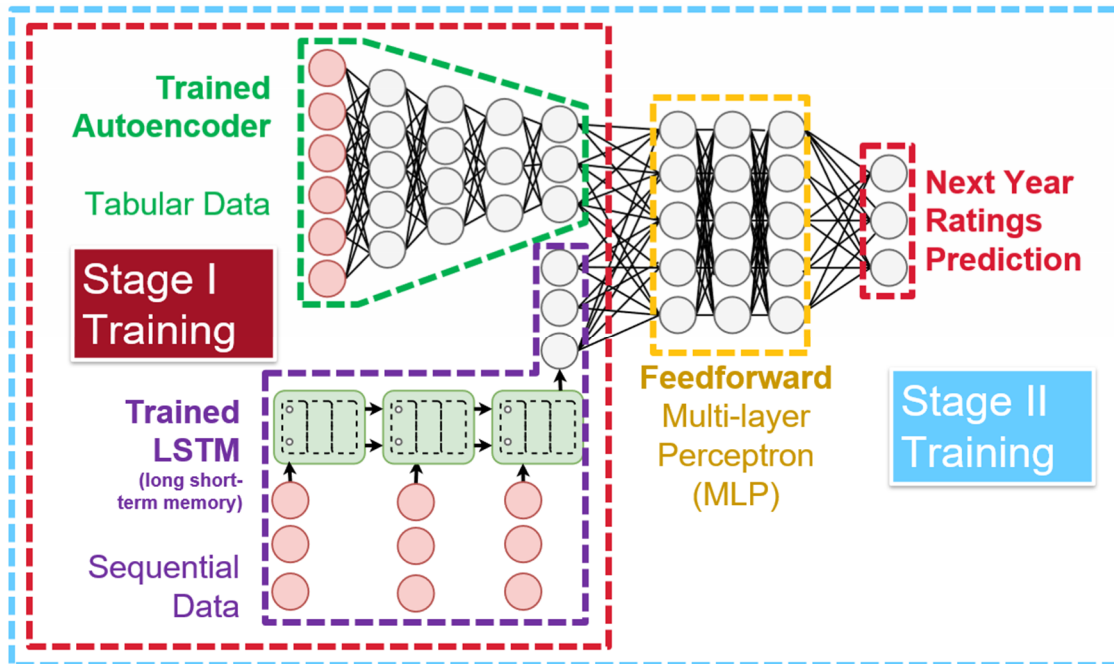 Trained
Autoencoder
Tabular Data
Stage I
Training
Trained
LSTM
(long short-
term memory)
Sequential
Data
Feedforward
Multi-layer
Perceptron
(MLP)
Next Year
Ratings
Prediction
Stage II
Training